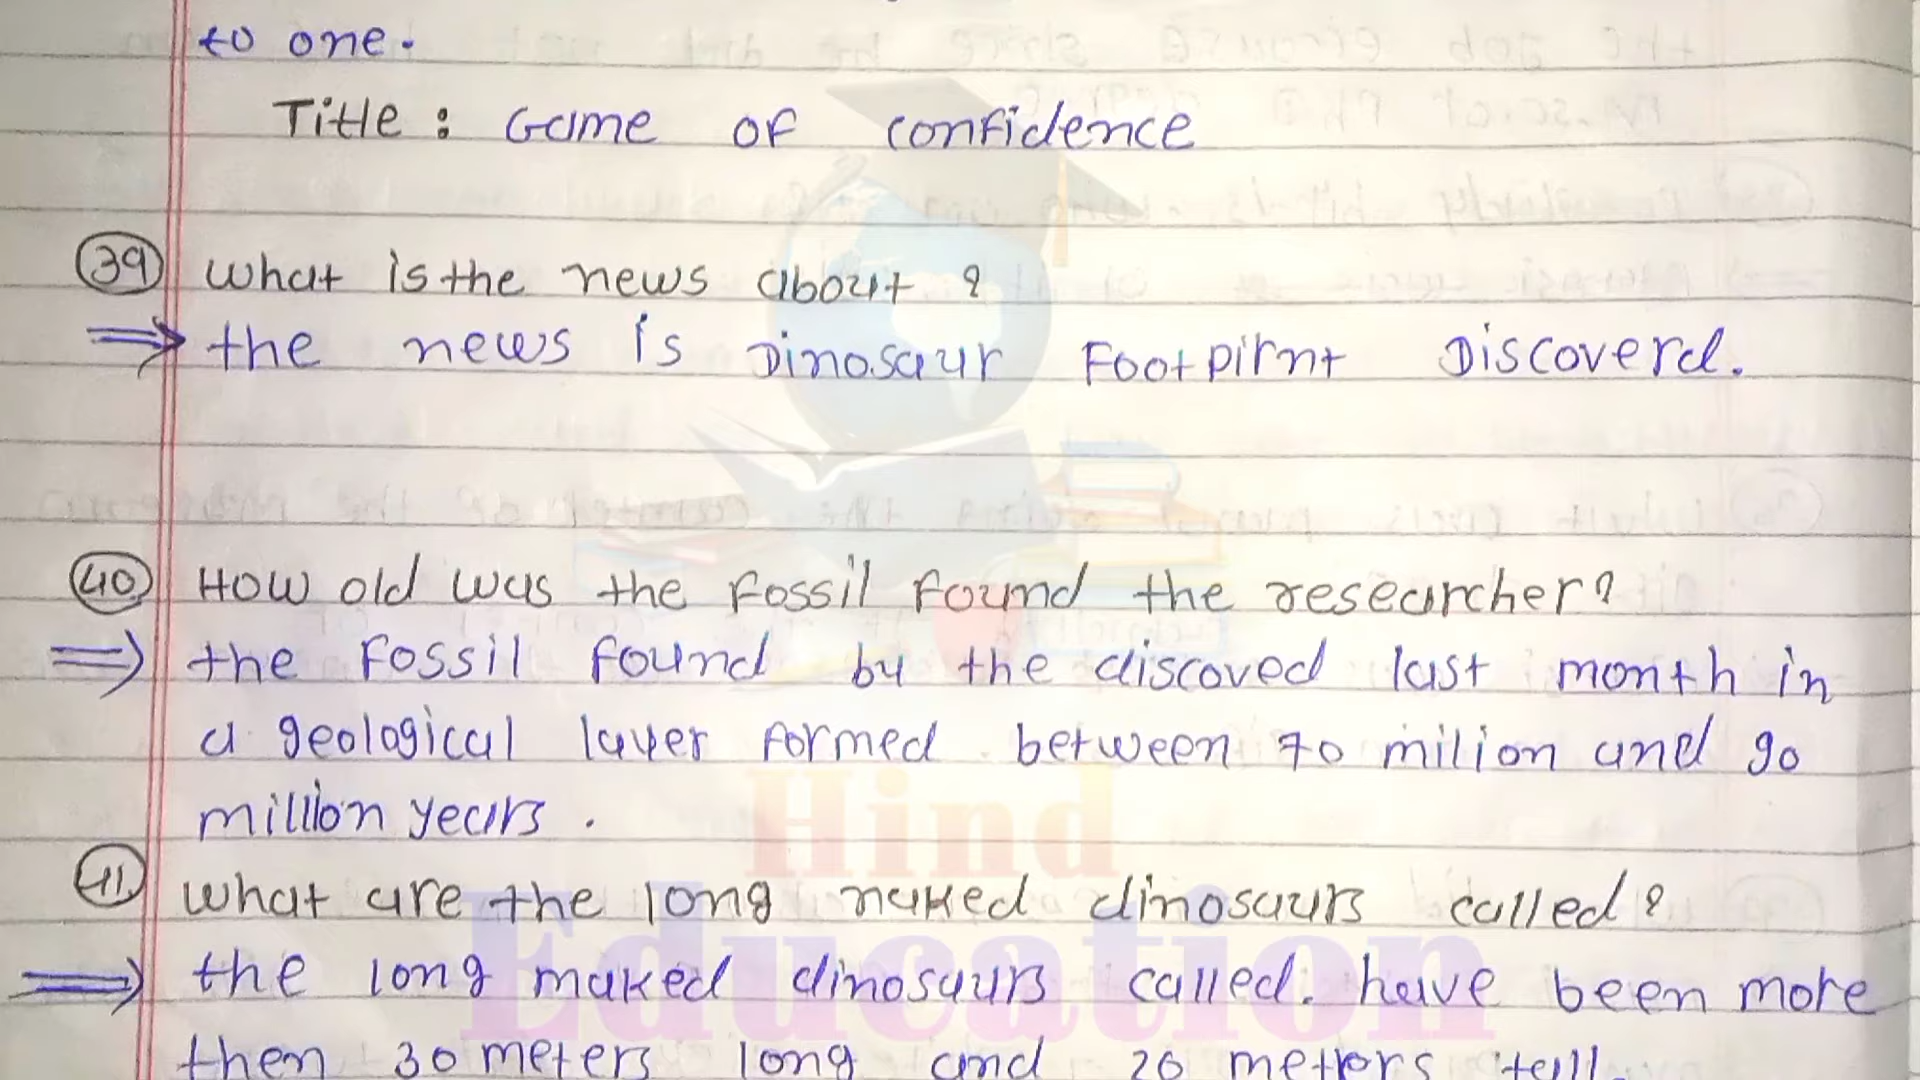 to one.
Title : Game of confidence
39 what is the news about ?
⇒ the news is Dinosaur Footpirnt Discoverd.
40 How old was the Fossil found the researcher?
⇒ the Fossil found by the discoved last month in
a geological layer formed between 70 milion and 90
million years .
41 what are the long naked dinosaurs called ?
⇒ the long maked dinosaurs called. have been more
then 30 meters long and 20 meters tall.
Hind
Education